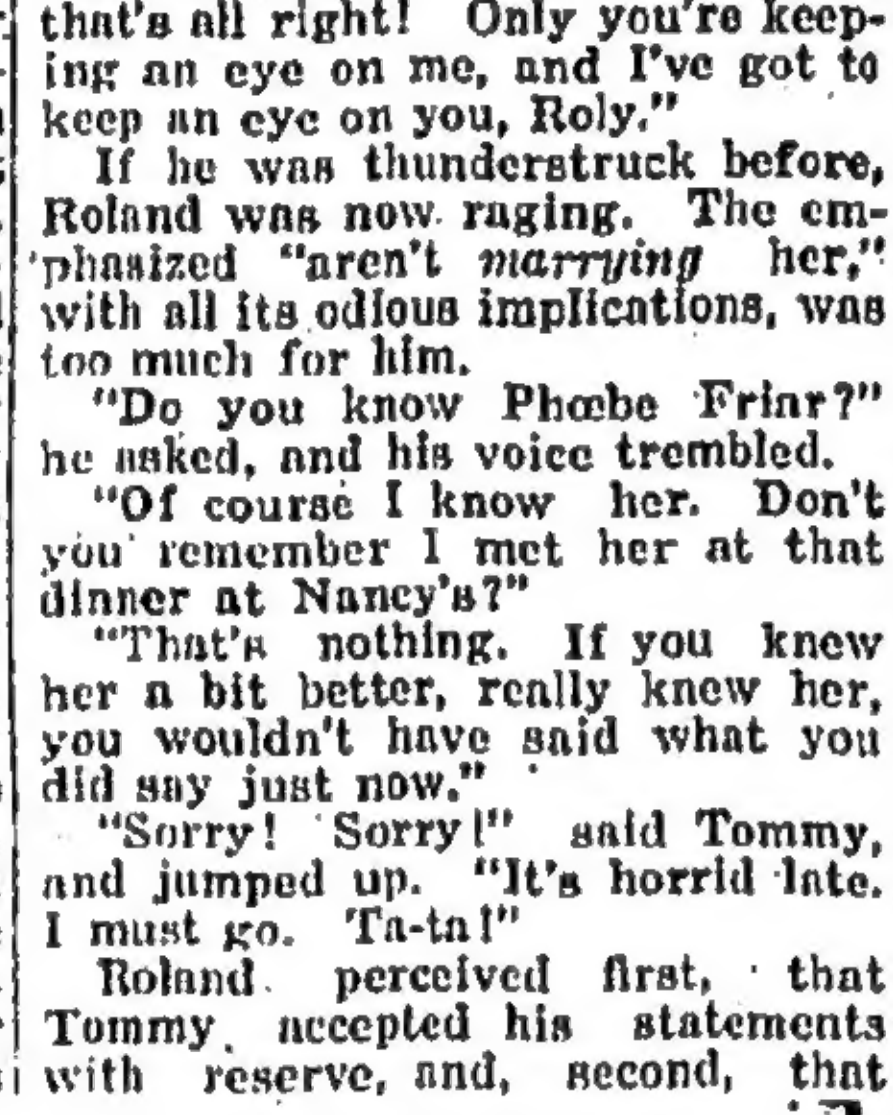 that's all right! Only you're keep-
ing an eye on me, and I've got to
keep an eye on you, Roly."
If he was thunderstruck before,
Roland was now raging. The em-
phasized "aren't marrying her,"
with all its odious implications, was
too much for him.
"Do you know Phœbe Friar?"
he asked, and his voice trembled.
"Of course I know her. Don't
you remember I met her at that
dinner at Nancy's?"
"That's nothing. If you knew
her a bit better, really knew her,
you wouldn't have said what you
did say just now."
"Sorry! Sorry!" said Tommy,
and jumped up. "It's horrid late.
I must go. Ta-ta!"
Roland perceived first, that
Tommy accepted his statements
with reserve, and, second, that